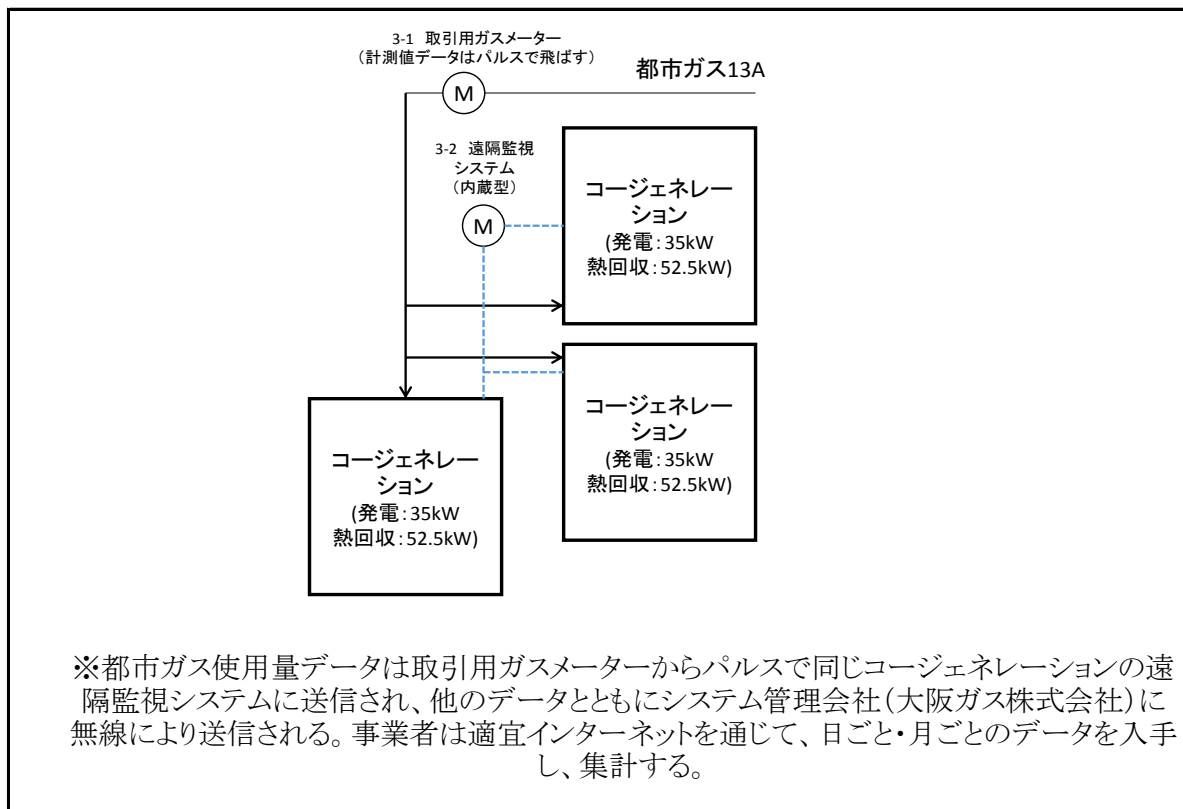 3-1 取引用ガスメーター
（計測値データはパルスで飛ばす）
都市ガス13A
M
3-2 遠隔監視
システム
（内蔵型）
M
コージェネレー
ション
(発電：35kW
熱回収：52.5kW)
コージェネレー
ション
(発電：35kW
熱回収：52.5kW)
コージェネレー
ション
(発電：35kW
熱回収：52.5kW)
※都市ガス使用量データは取引用ガスメーターからパルスで同じコージェネレーションの遠
隔監視システムに送信され、他のデータとともにシステム管理会社（大阪ガス株式会社）に
無線により送信される。事業者は適宜インターネットを通じて、日ごと・月ごとのデータを入手
し、集計する。